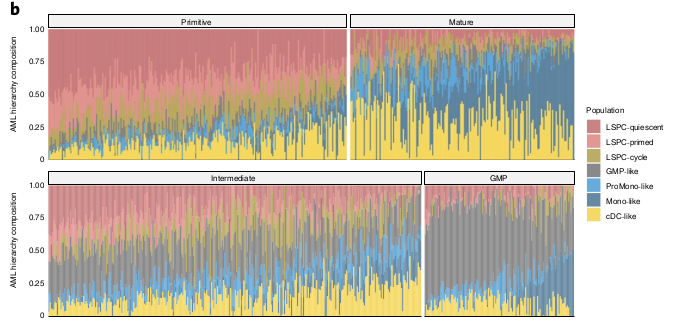 b
Primitive
Mature
AML hierarchy composition
1.00
0.75
0.50
0.25
0
Intermediate
GMP
AML hierarchy composition
1.00
0.75
0.50
0.25
0
Population
LSPC-quiescent
LSPC-primed
LSPC-cycle
GMP-like
ProMono-like
Mono-like
cDC-like